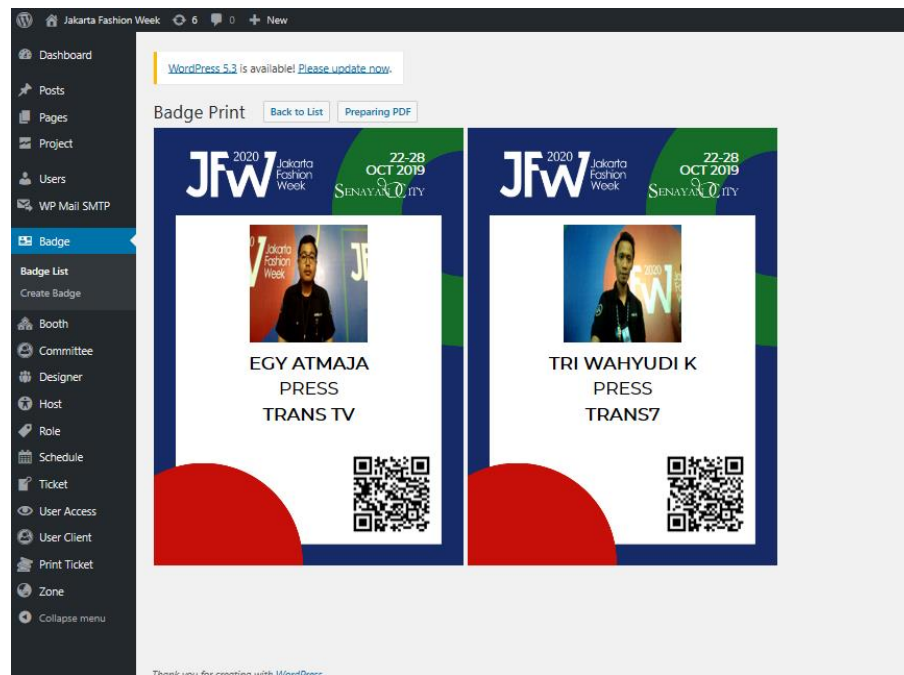 Jakarta Fashion Week 6 0 New
Dashboard
Posts
Pages
Project
Users
WP Mail SMTP
Badge
Badge List
Create Badge
Booth
Committee
Designer
Host
Role
Schedule
Ticket
User Access
User Client
Print Ticket
Zone
Collapse menu
WordPress 5.3 is available! Please update now.
Badge Print Back to List Preparing PDF
JFW 2020
Jakarta
Fashion
Week
22-28
OCT 2019
SENAYAN CITY
Jakarta
Fashion
Week
EGY ATMAJA
PRESS
TRANS TV
JFW 2020
Jakarta
Fashion
Week
22-28
OCT 2019
SENAYAN CITY
2020
TRI WAHYUDI K
PRESS
TRANS7
Thank you for creating with WordPress.